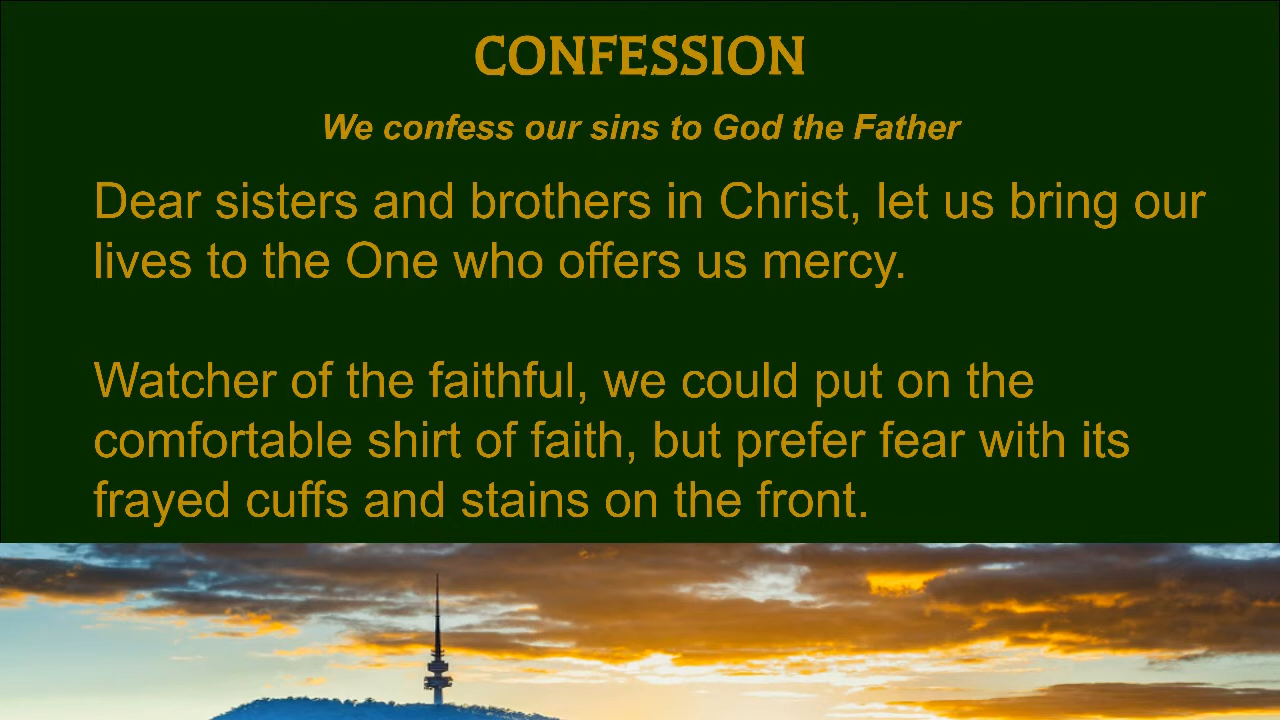 CONFESSION
We confess our sins to God the Father
Dear sisters and brothers in Christ, let us bring our
lives to the One who offers us mercy.
Watcher of the faithful, we could put on the
comfortable shirt of faith, but prefer fear with its
frayed cuffs and stains on the front.